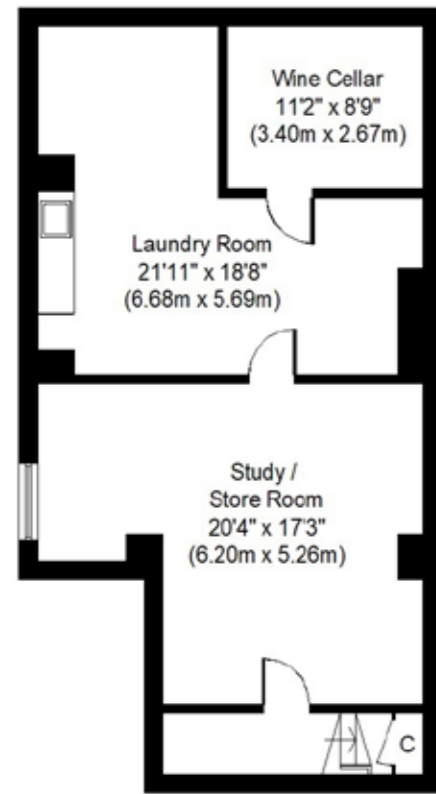 Wine Cellar
11'2" x 8'9"
(3.40m x 2.67m)
Laundry Room
21'11" x 18'8"
(6.68m x 5.69m)
Study /
Store Room
20'4" x 17'3"
(6.20m x 5.26m)
C